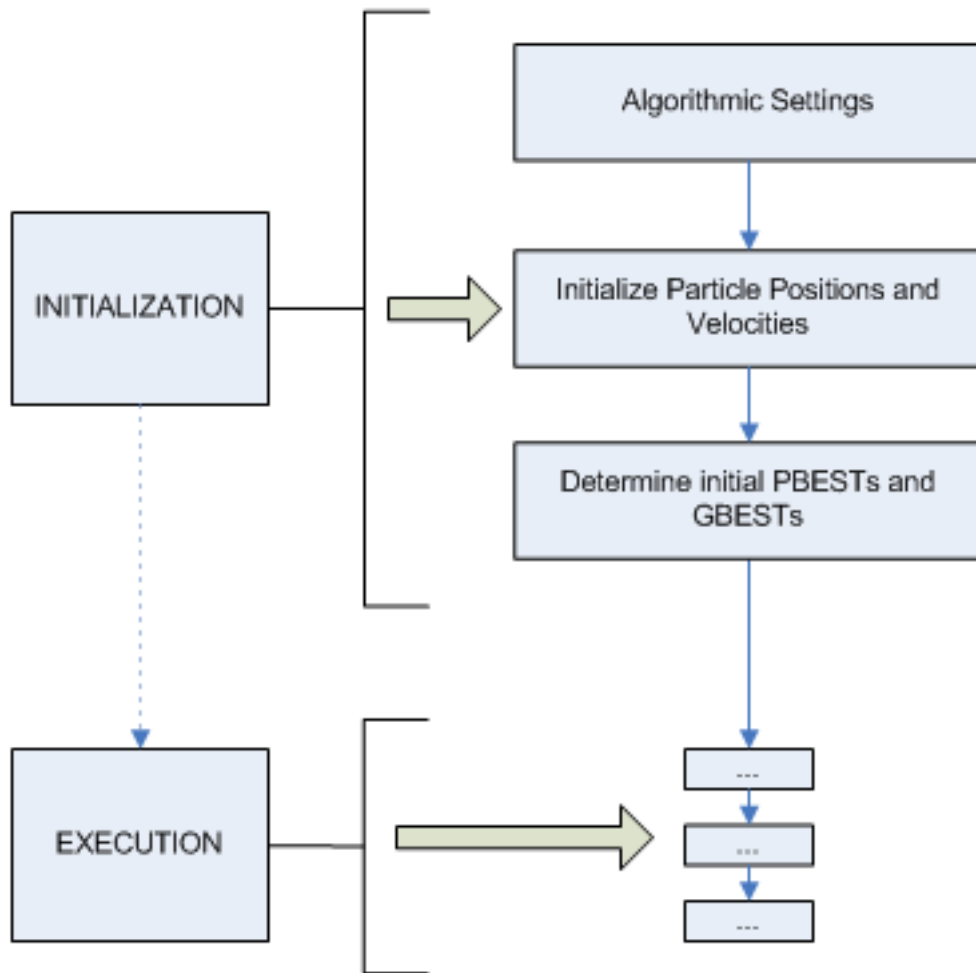 Algorithmic Settings
INITIALIZATION
Initialize Particle Positions and
Velocities
Determine initial PBESTs and
GBESTs
EXECUTION
...
...
...